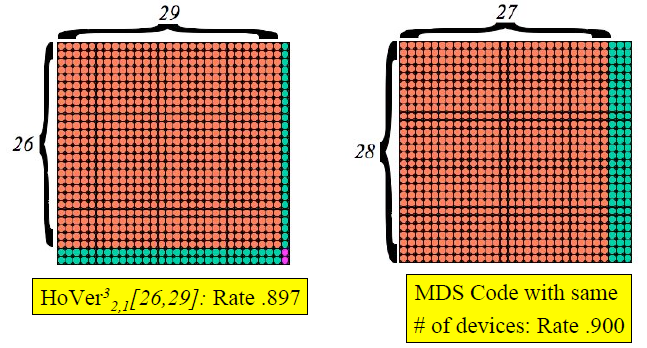 29
27
26
28
HoVer³₂,₁[26,29]: Rate .897
MDS Code with same
# of devices: Rate .900